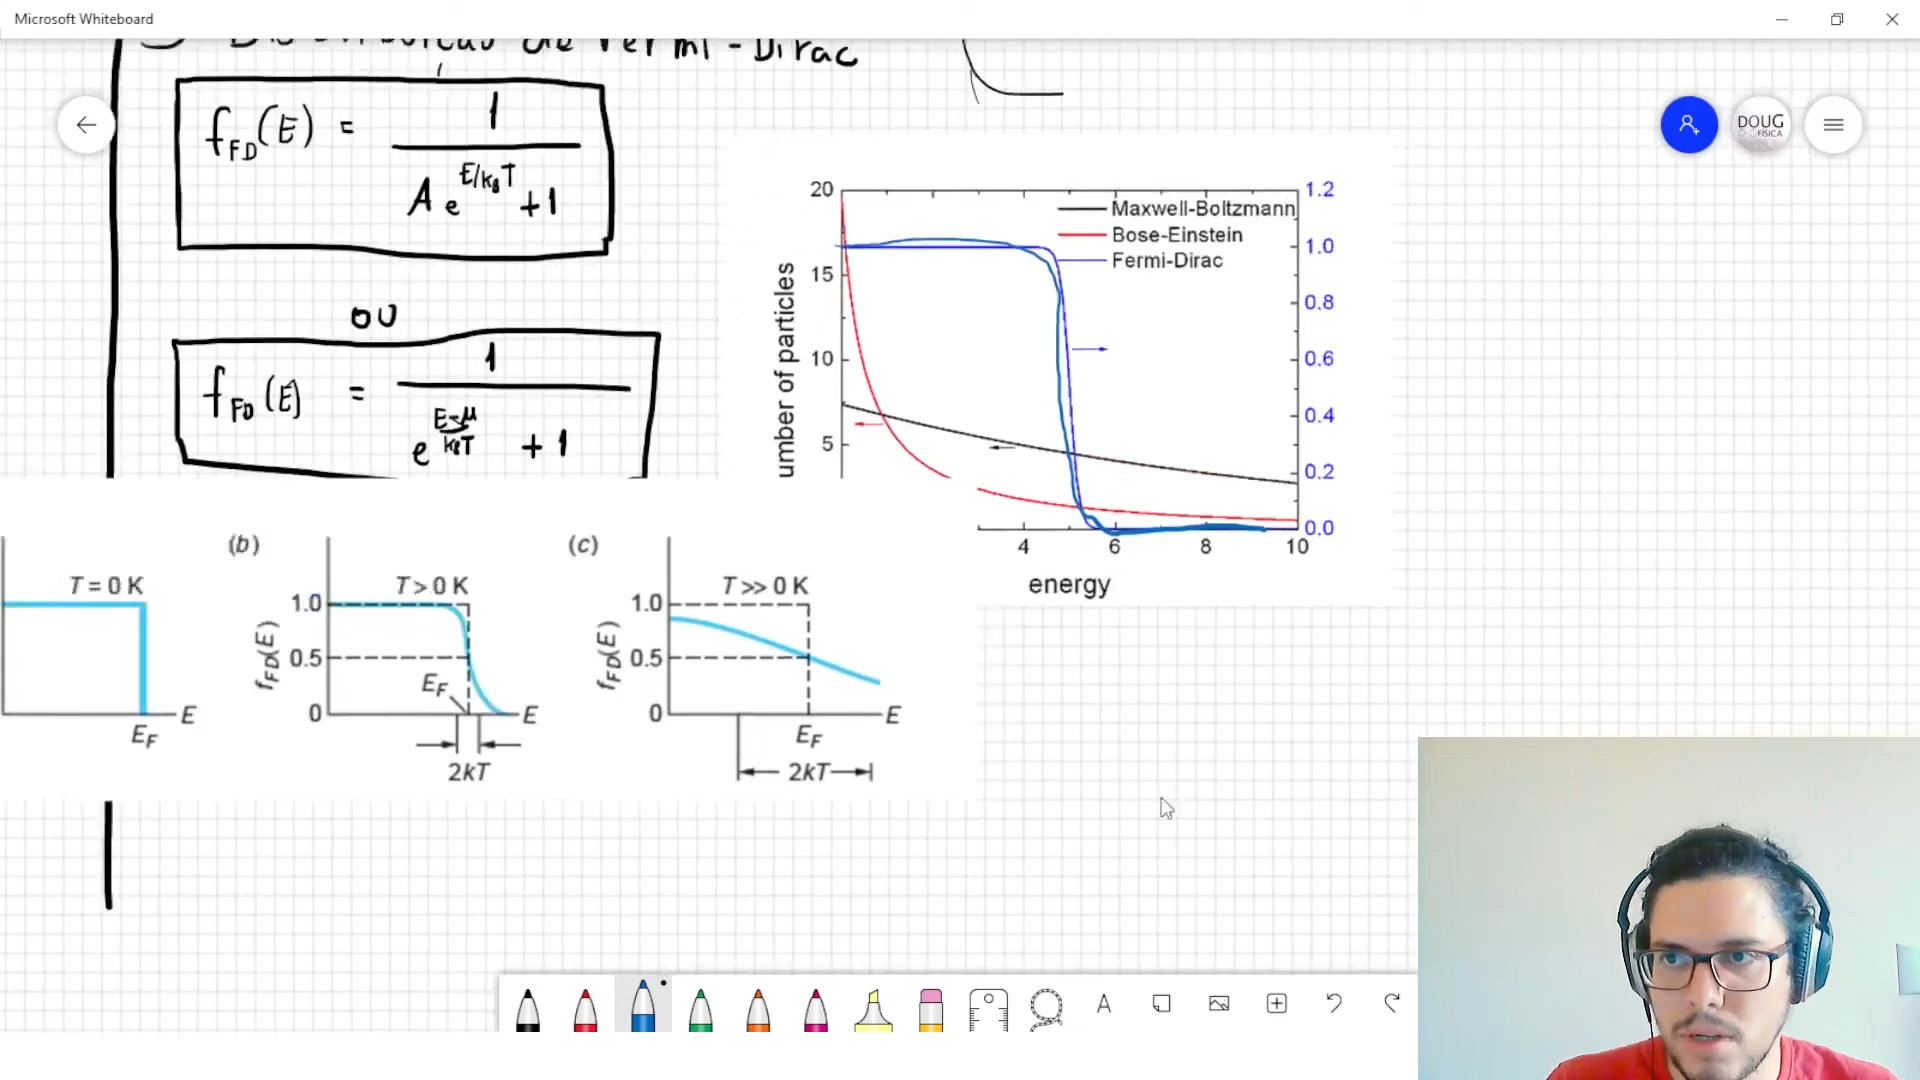 Microsoft Whiteboard
de Fermi-Dirac
f_FD(E) = 1 / A e^{E/k_B T} + 1
OU
f_FD(E) = 1 / e^{E-μ / k_B T} + 1
DOUG
FÍSICA
20
15
10
5
umber of particles
Maxwell-Boltzmann
Bose-Einstein
Fermi-Dirac
1.2
1.0
0.8
0.6
0.4
0.2
0.0
4 6 8 10
energy
T = 0 K
E
E_F
(b)
T > 0 K
1.0
f_FD(E)
0.5
E_F
0
E
2kT
(c)
T >> 0 K
1.0
f_FD(E)
0.5
0
E
E_F
2kT
A